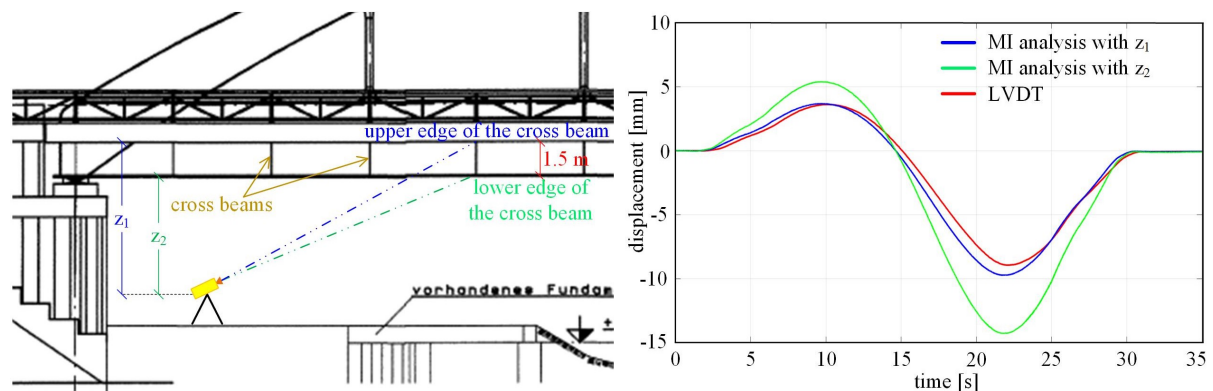 upper edge of the cross beam
1.5 m
cross beams
lower edge of
the cross beam
z₁
z₂
vorhandenes Fundam
+
10
5
0
-5
-10
-15
displacement [mm]
0
5
10
15
20
25
30
35
time [s]
MI analysis with z₁
MI analysis with z₂
LVDT